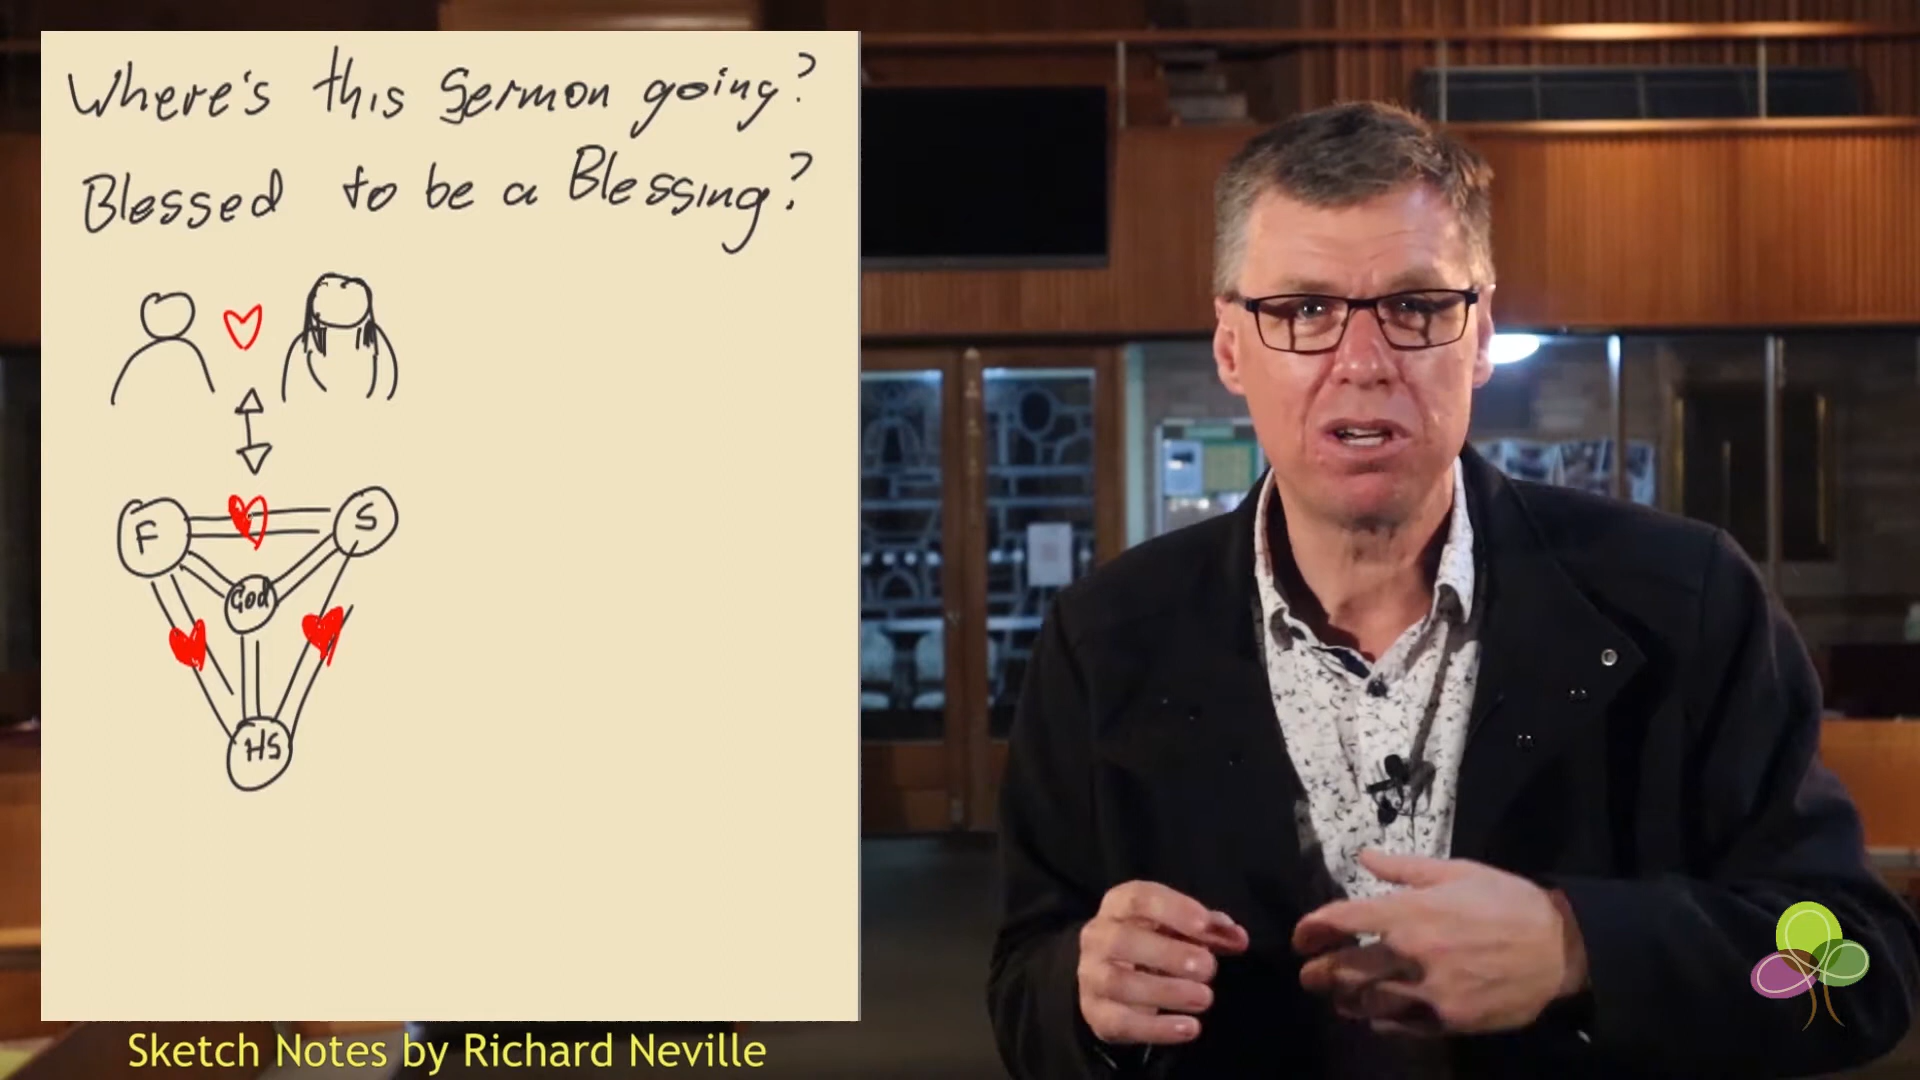 Where's this Sermon going?
Blessed to be a Blessing?
F
S
God
HS
Sketch Notes by Richard Neville